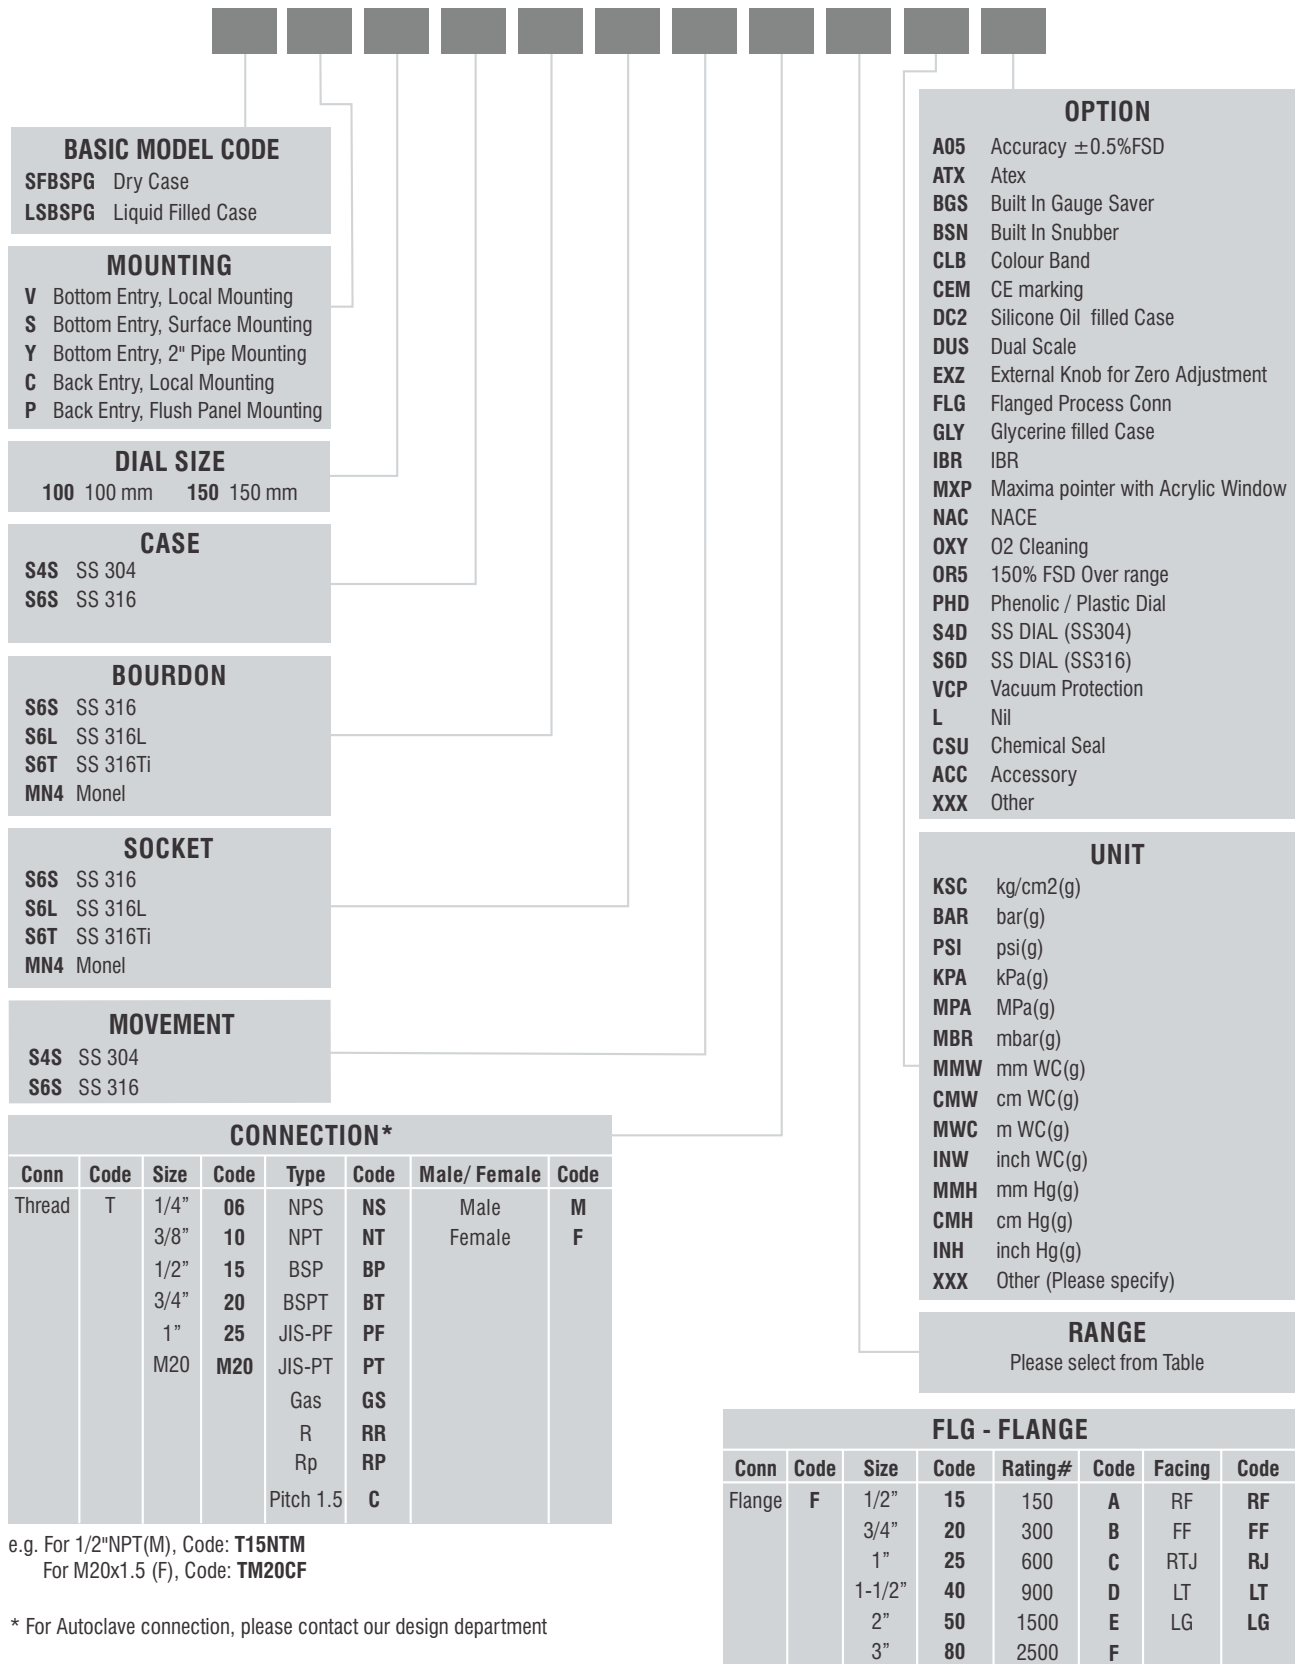 BASIC MODEL CODE
SFBSPG Dry Case
LSBSPG Liquid Filled Case
MOUNTING
V Bottom Entry, Local Mounting
S Bottom Entry, Surface Mounting
Y Bottom Entry, 2" Pipe Mounting
C Back Entry, Local Mounting
P Back Entry, Flush Panel Mounting
DIAL SIZE
100 100 mm 150 150 mm
CASE
S4S SS 304
S6S SS 316
BOURDON
S6S SS 316
S6L SS 316L
S6T SS 316Ti
MN4 Monel
SOCKET
S6S SS 316
S6L SS 316L
S6T SS 316Ti
MN4 Monel
MOVEMENT
S4S SS 304
S6S SS 316
CONNECTION*
Conn Code Size Code Type Code Male/ Female Code
Thread T 1/4” 06 NPS NS Male M
3/8” 10 NPT NT Female F
1/2” 15 BSP BP
3/4” 20 BSPT BT
1” 25 JIS-PF PF
M20 M20 JIS-PT PT
Gas GS
R RR
Rp RP
Pitch 1.5 C
e.g. For 1/2"NPT(M), Code: T15NTM
For M20x1.5 (F), Code: TM20CF
* For Autoclave connection, please contact our design department
OPTION
A05 Accuracy ±0.5%FSD
ATX Atex
BGS Built In Gauge Saver
BSN Built In Snubber
CLB Colour Band
CEM CE marking
DC2 Silicone Oil filled Case
DUS Dual Scale
EXZ External Knob for Zero Adjustment
FLG Flanged Process Conn
GLY Glycerine filled Case
IBR IBR
MXP Maxima pointer with Acrylic Window
NAC NACE
OXY O2 Cleaning
OR5 150% FSD Over range
PHD Phenolic / Plastic Dial
S4D SS DIAL (SS304)
S6D SS DIAL (SS316)
VCP Vacuum Protection
L Nil
CSU Chemical Seal
ACC Accessory
XXX Other
UNIT
KSC kg/cm2(g)
BAR bar(g)
PSI psi(g)
KPA kPa(g)
MPA MPa(g)
MBR mbar(g)
MMW mm WC(g)
CMW cm WC(g)
MWC m WC(g)
INW inch WC(g)
MMH mm Hg(g)
CMH cm Hg(g)
INH inch Hg(g)
XXX Other (Please specify)
RANGE
Please select from Table
FLG - FLANGE
Conn Code Size Code Rating# Code Facing Code
Flange F 1/2” 15 150 A RF RF
3/4” 20 300 B FF FF
1” 25 600 C RTJ RJ
1-1/2” 40 900 D LT LT
2” 50 1500 E LG LG
3” 80 2500 F